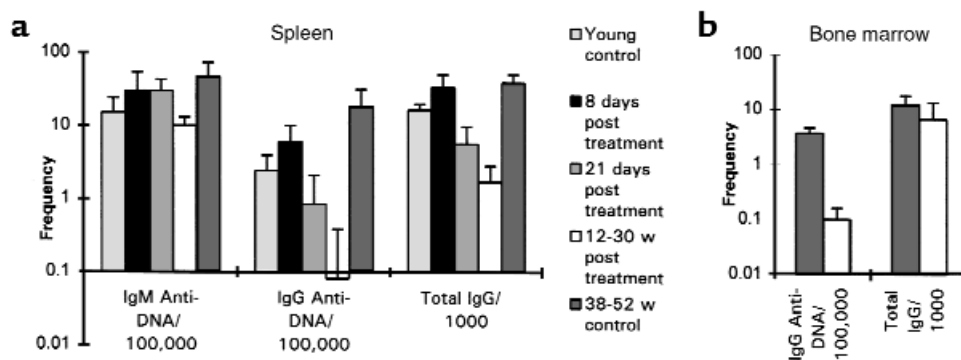 a
Spleen
Frequency
100
10
1
0.1
0.01
IgM Anti-
DNA/
100,000
IgG Anti-
DNA/
100,000
Total IgG/
1000
Young
control
8 days
post
treatment
21 days
post
treatment
12-30 w
post
treatment
38-52 w
control
b
Bone marrow
Frequency
100
10
1
0.1
0.01
IgG Anti-
DNA/
100,000
Total
IgG/
1000